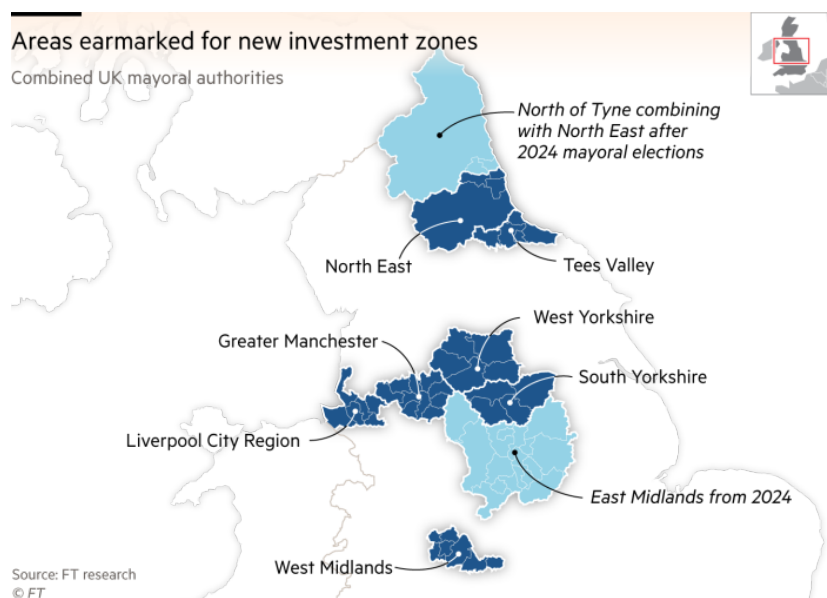 Areas earmarked for new investment zones
Combined UK mayoral authorities
North of Tyne combining
with North East after
2024 mayoral elections
North East
Tees Valley
West Yorkshire
Greater Manchester
South Yorkshire
Liverpool City Region
East Midlands from 2024
West Midlands
Source: FT research
© FT